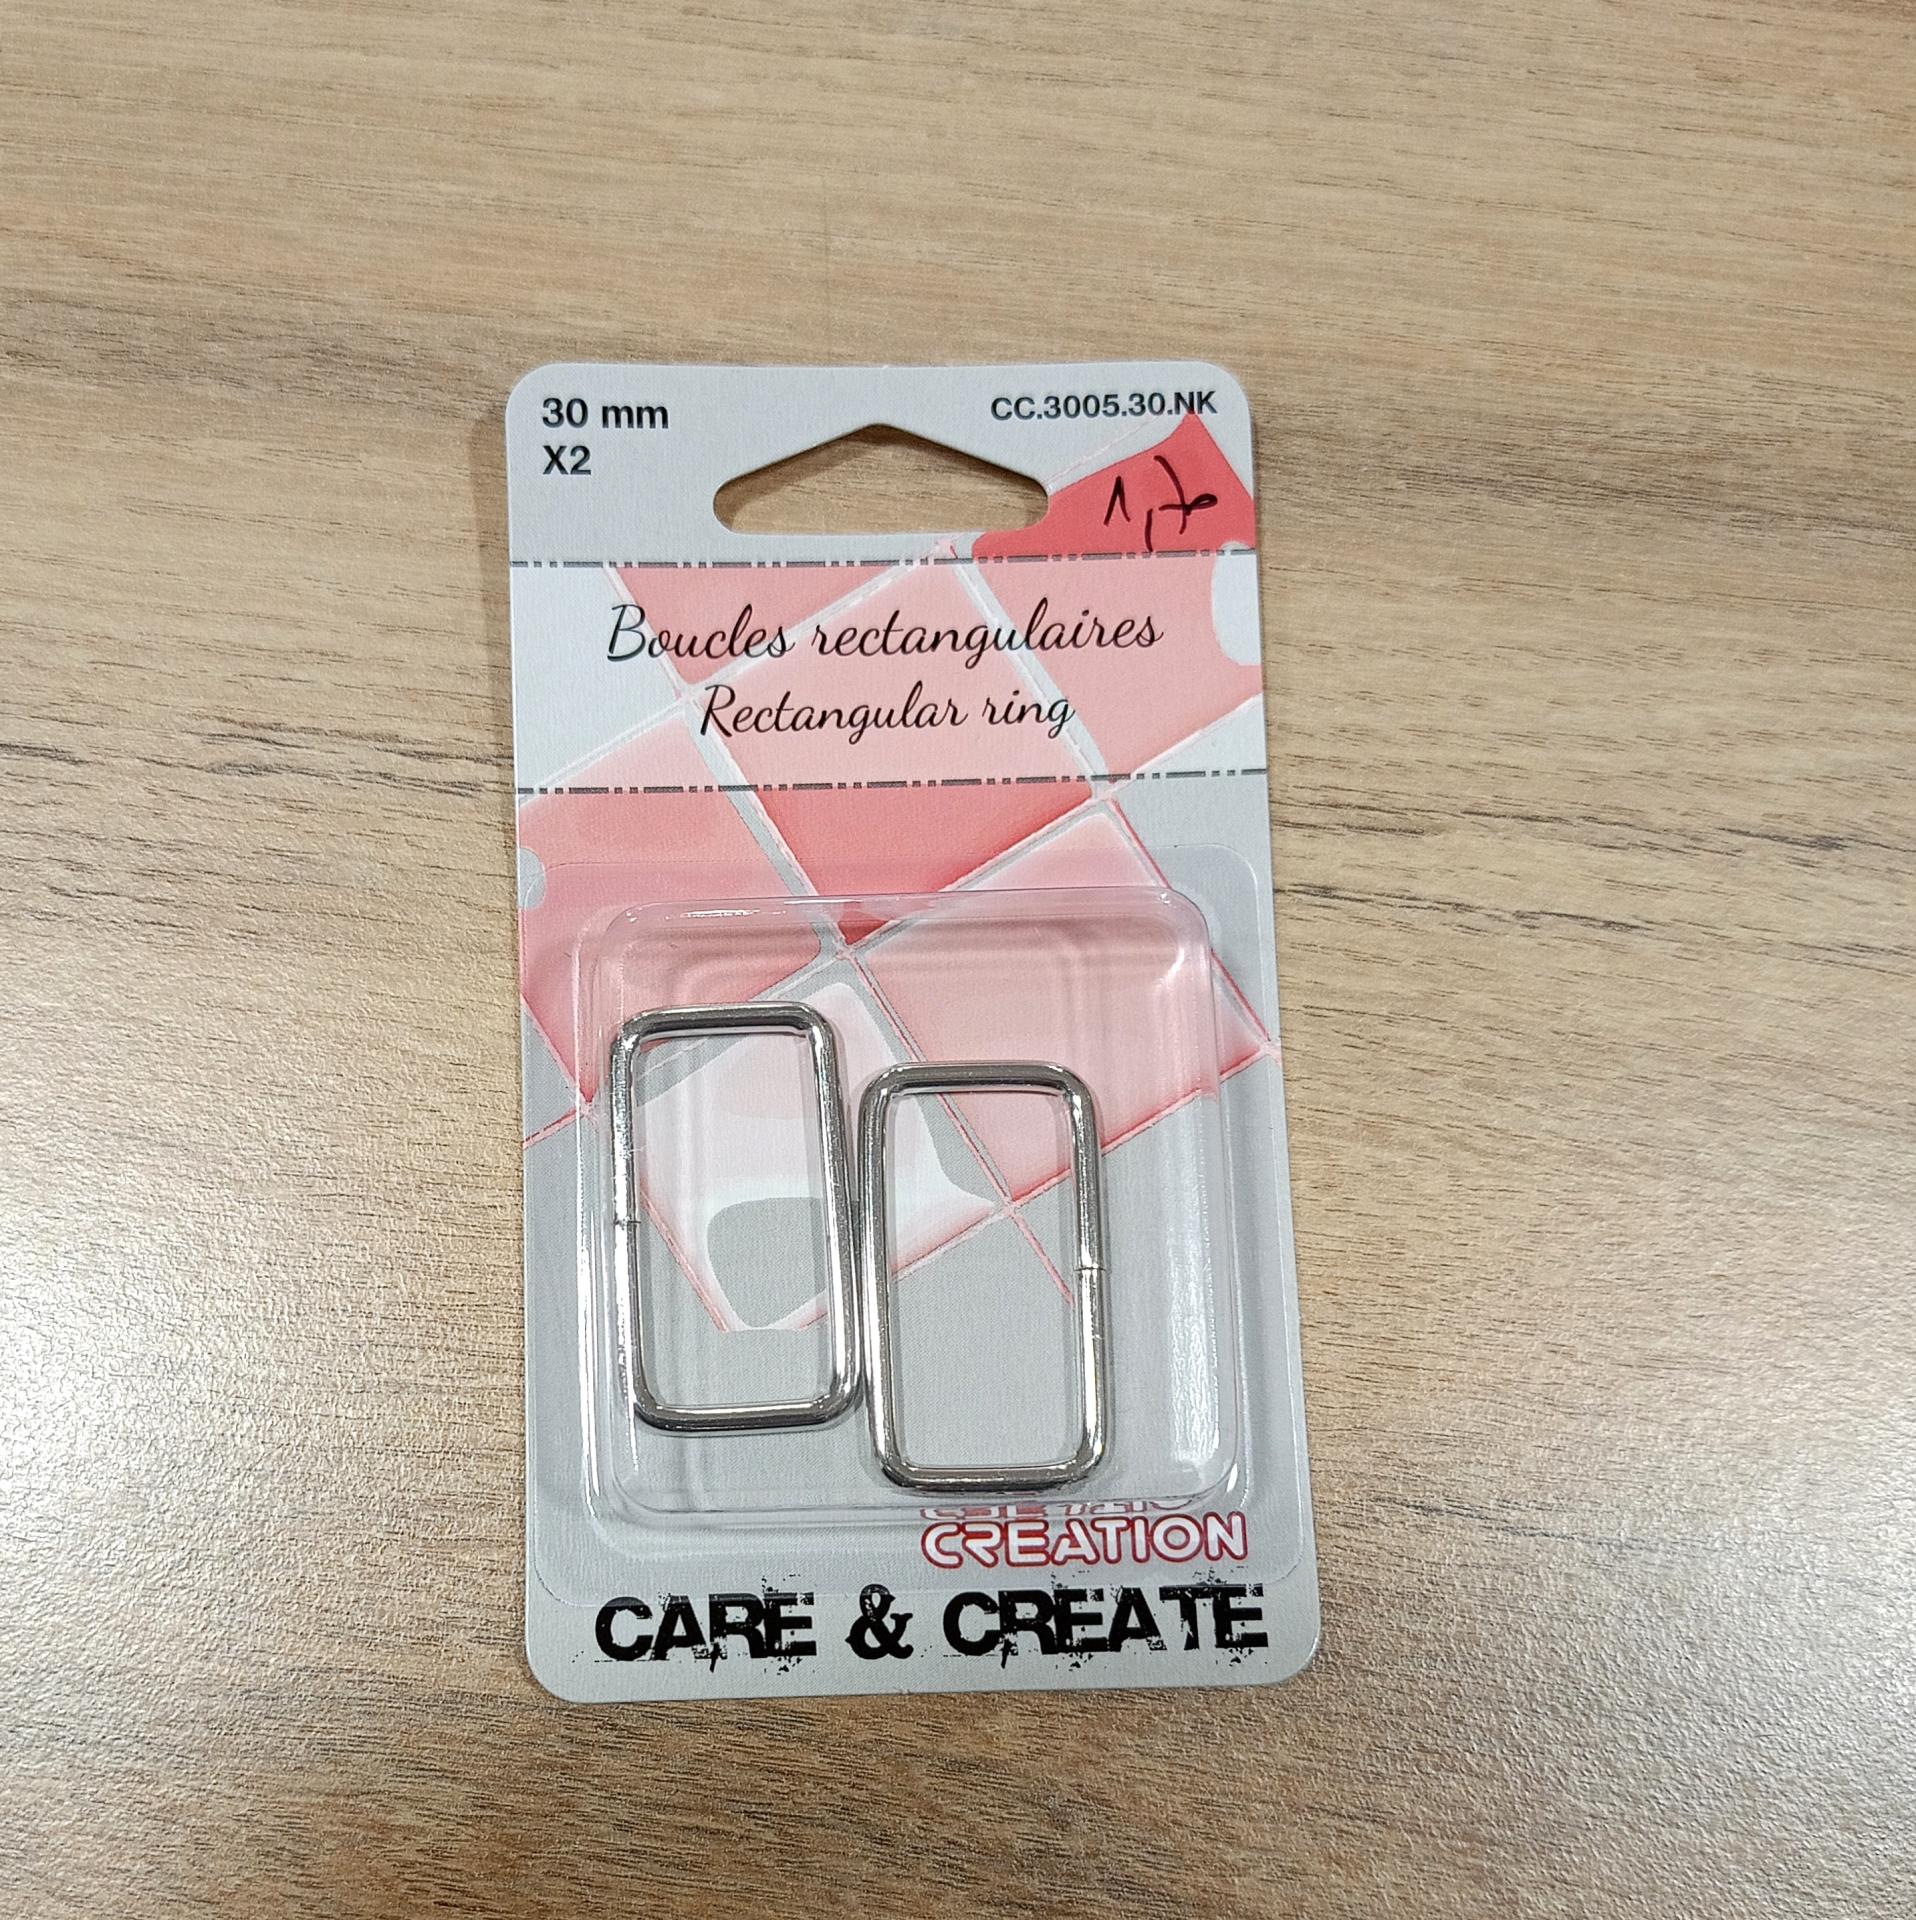 30 mm
X2
CC.3005.30.NK
1,70
Boucles rectangulaires
Rectangular ring
CREATION
CARE & CREATE